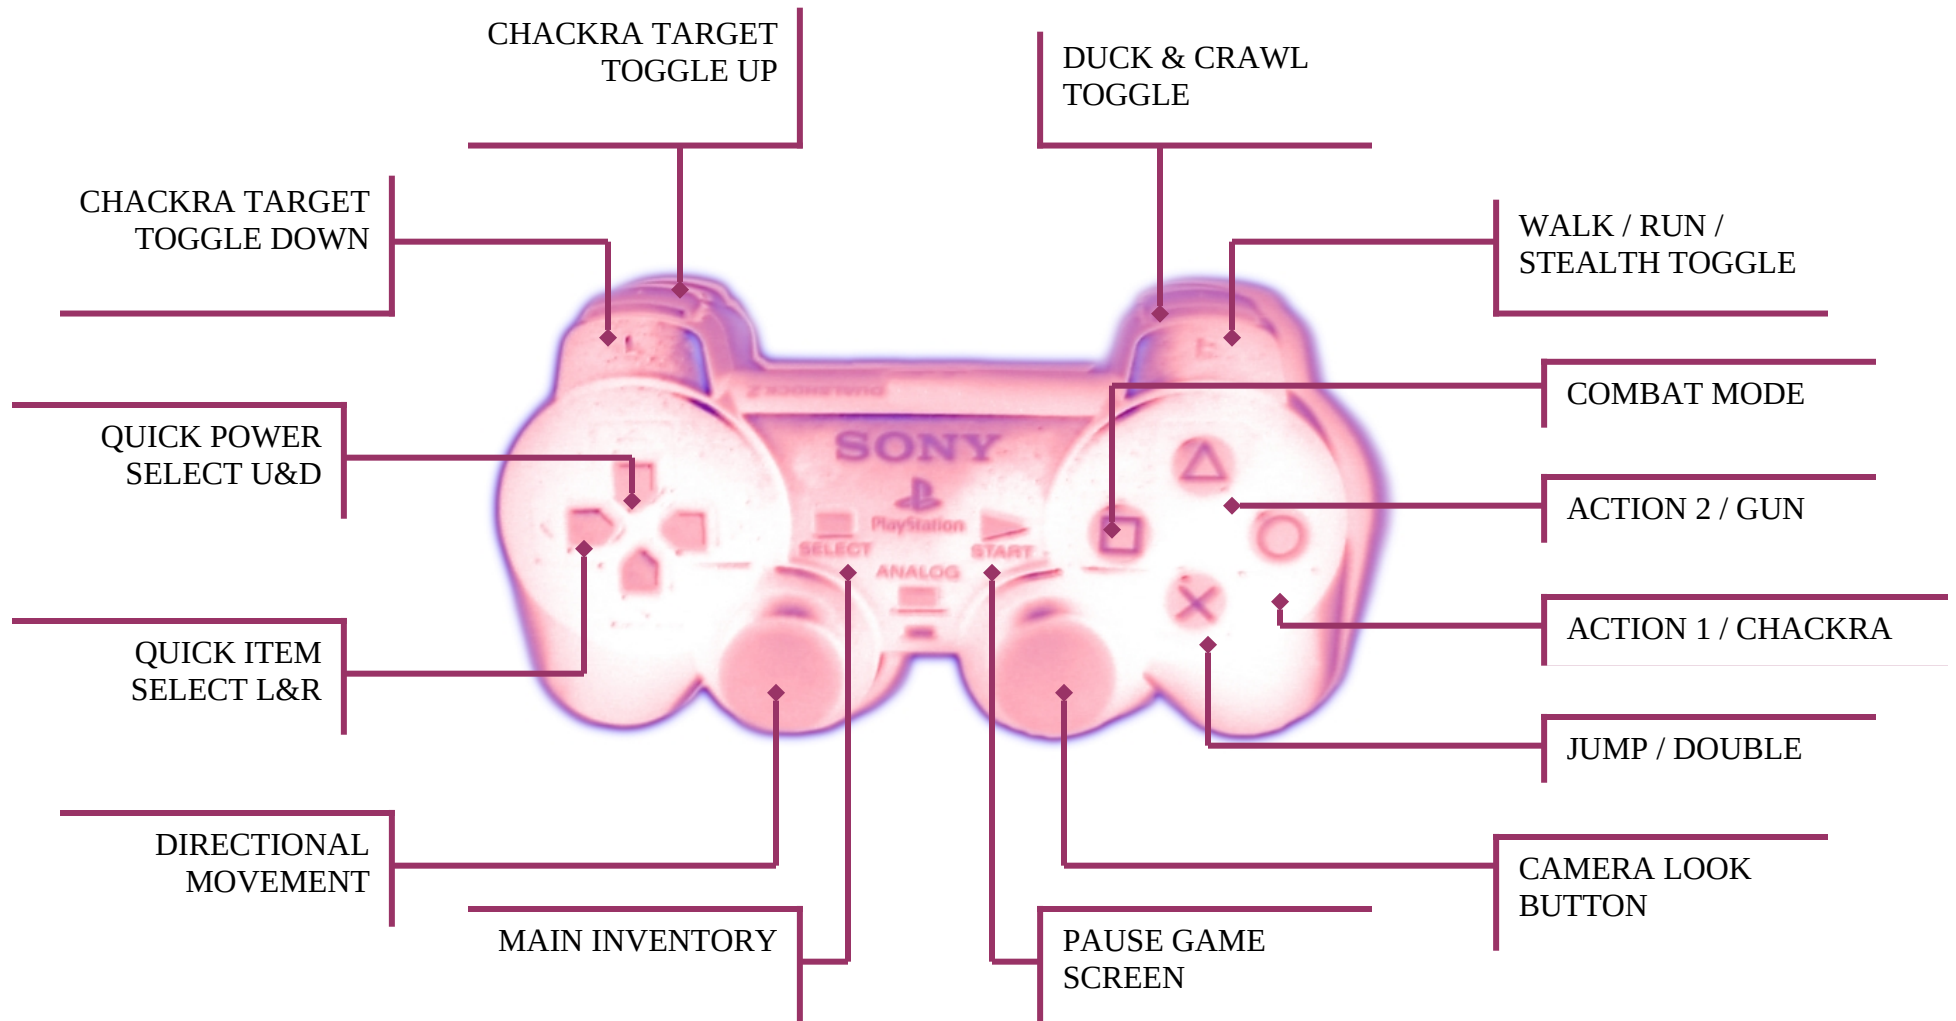 CHACKRA TARGET
TOGGLE UP
DUCK & CRAWL
TOGGLE
CHACKRA TARGET
TOGGLE DOWN
WALK / RUN /
STEALTH TOGGLE
COMBAT MODE
QUICK POWER
SELECT U&D
SONY
ACTION 2 / GUN
PlayStation
SELECT
START
ANALOG
QUICK ITEM
SELECT L&R
ACTION 1 / CHACKRA
JUMP / DOUBLE
DIRECTIONAL
MOVEMENT
CAMERA LOOK
BUTTON
MAIN INVENTORY
PAUSE GAME
SCREEN